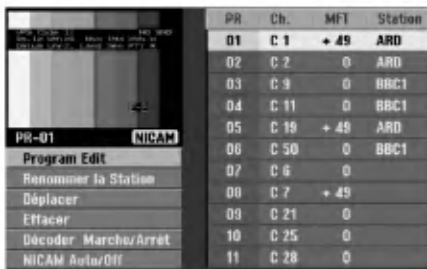 PR-01 NICAM
Program Edit
Renommer la Station
Déplacer
Effacer
Décoder Marche/Arrêt
NICAM Auto/Off
PR Ch. MFT Station
01 C 1 + 49 ARD
02 C 2 0 ARD
03 C 9 0 BBC1
04 C 11 0 BBC1
05 C 19 + 49 ARD
06 C 50 0 BBC1
07 C 6 0
08 C 7 + 49
09 C 21 0
10 C 25 0
11 C 28 0